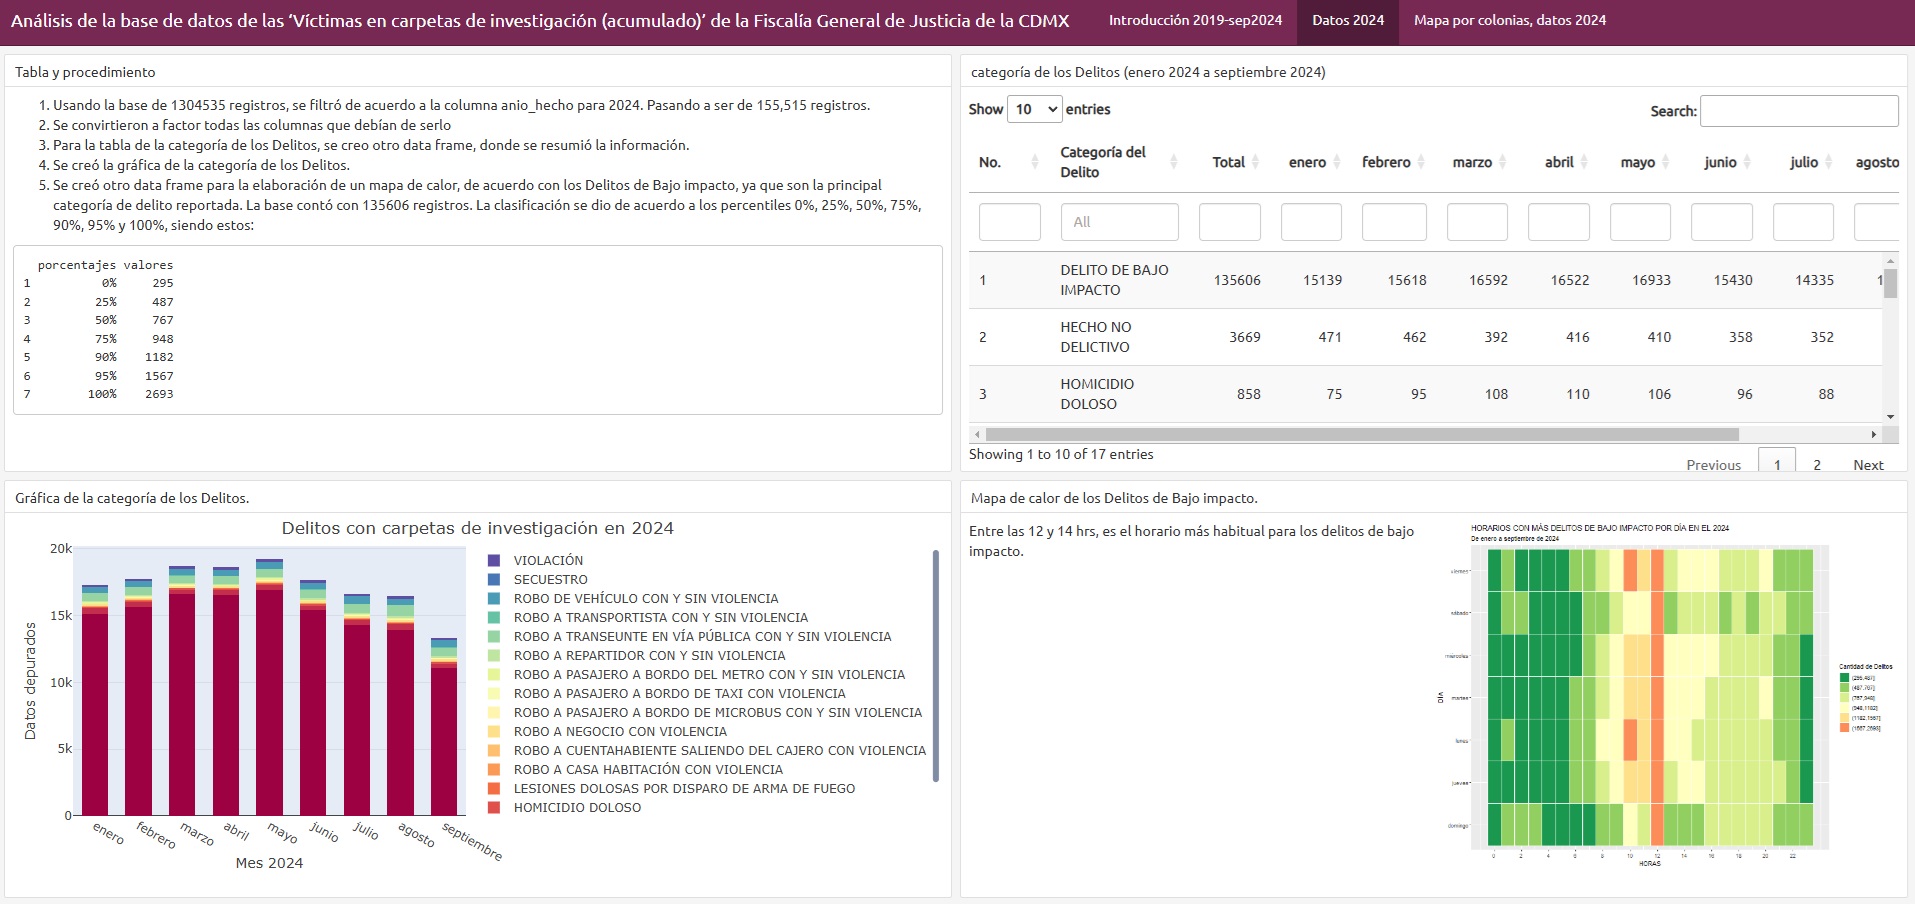 Análisis de la base de datos de las ‘Víctimas en carpetas de investigación (acumulado)’ de la Fiscalía General de Justicia de la CDMX
Introducción 2019-sep2024
Datos 2024
Mapa por colonias, datos 2024
Tabla y procedimiento
1. Usando la base de 1304535 registros, se filtró de acuerdo a la columna anio_hecho para 2024. Pasando a ser de 155,515 registros.
2. Se convirtieron a factor todas las columnas que debían de serlo
3. Para la tabla de la categoría de los Delitos, se creo otro data frame, donde se resumió la información.
4. Se creó la gráfica de la categoría de los Delitos.
5. Se creó otro data frame para la elaboración de un mapa de calor, de acuerdo con los Delitos de Bajo impacto, ya que son la principal
categoría de delito reportada. La base contó con 135606 registros. La clasificación se dio de acuerdo a los percentiles 0%, 25%, 50%, 75%,
90%, 95% y 100%, siendo estos:
porcentajes valores
1 0% 295
2 25% 487
3 50% 767
4 75% 948
5 90% 1182
6 95% 1567
7 100% 2693
categoría de los Delitos (enero 2024 a septiembre 2024)
Show 10 entries
Search:
No. Categoría del Delito Total enero febrero marzo abril mayo junio julio agosto
All
1 DELITO DE BAJO IMPACTO 135606 15139 15618 16592 16522 16933 15430 14335 1
2 HECHO NO DELICTIVO 3669 471 462 392 416 410 358 352
3 HOMICIDIO DOLOSO 858 75 95 108 110 106 96 88
Showing 1 to 10 of 17 entries
Previous 1 2 Next
Gráfica de la categoría de los Delitos.
Delitos con carpetas de investigación en 2024
Datos depurados
20k
15k
10k
5k
0
enero febrero marzo abril mayo junio julio agosto septiembre
Mes 2024
VIOLACIÓN
SECUESTRO
ROBO DE VEHÍCULO CON Y SIN VIOLENCIA
ROBO A TRANSPORTISTA CON Y SIN VIOLENCIA
ROBO A TRANSEUNTE EN VÍA PÚBLICA CON Y SIN VIOLENCIA
ROBO A REPARTIDOR CON Y SIN VIOLENCIA
ROBO A PASAJERO A BORDO DEL METRO CON Y SIN VIOLENCIA
ROBO A PASAJERO A BORDO DE TAXI CON VIOLENCIA
ROBO A PASAJERO A BORDO DE MICROBUS CON Y SIN VIOLENCIA
ROBO A NEGOCIO CON VIOLENCIA
ROBO A CUENTAHABIENTE SALIENDO DEL CAJERO CON VIOLENCIA
ROBO A CASA HABITACIÓN CON VIOLENCIA
LESIONES DOLOSAS POR DISPARO DE ARMA DE FUEGO
HOMICIDIO DOLOSO
Mapa de calor de los Delitos de Bajo impacto.
Entre las 12 y 14 hrs, es el horario más habitual para los delitos de bajo
impacto.
HORARIOS CON MÁS DELITOS DE BAJO IMPACTO POR DÍA EN EL 2024
De enero a septiembre de 2024
viernes
sábado
miércoles
martes
lunes
jueves
domingo
DÍA
0 2 4 6 8 10 12 14 16 18 20 22
HORAS
Cantidad de Delitos
(295,487]
(487,767]
(767,948]
(948,1182]
(1182,1567]
(1567,2693]